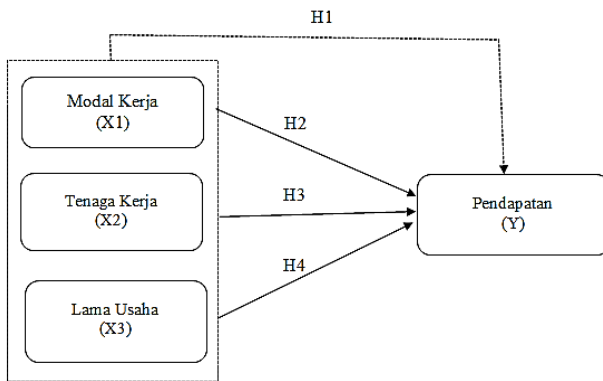 H1
Modal Kerja
(X1)
H2
Tenaga Kerja
(X2)
H3
Pendapatan
(Y)
H4
Lama Usaha
(X3)